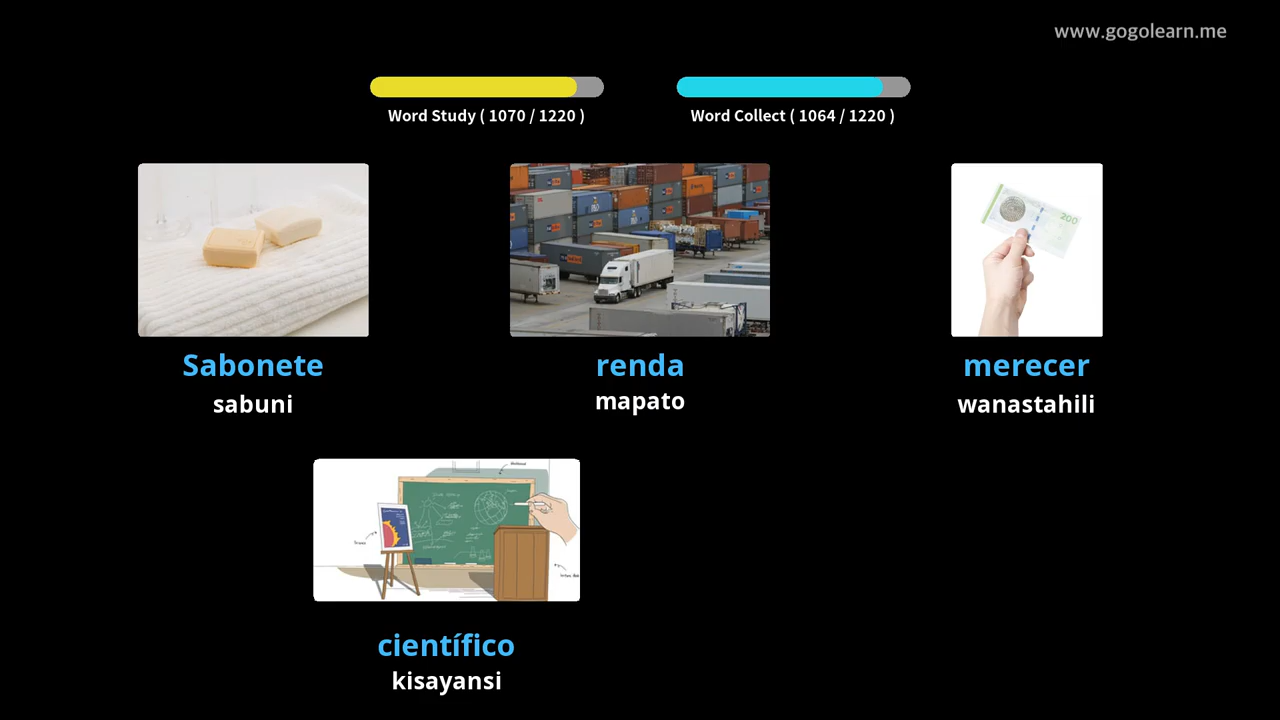 www.gogolearn.me
Word Study ( 1070 / 1220 )
Word Collect ( 1064 / 1220 )
200
Sabonete
renda
merecer
sabuni
mapato
wanastahili
científico
kisayansi